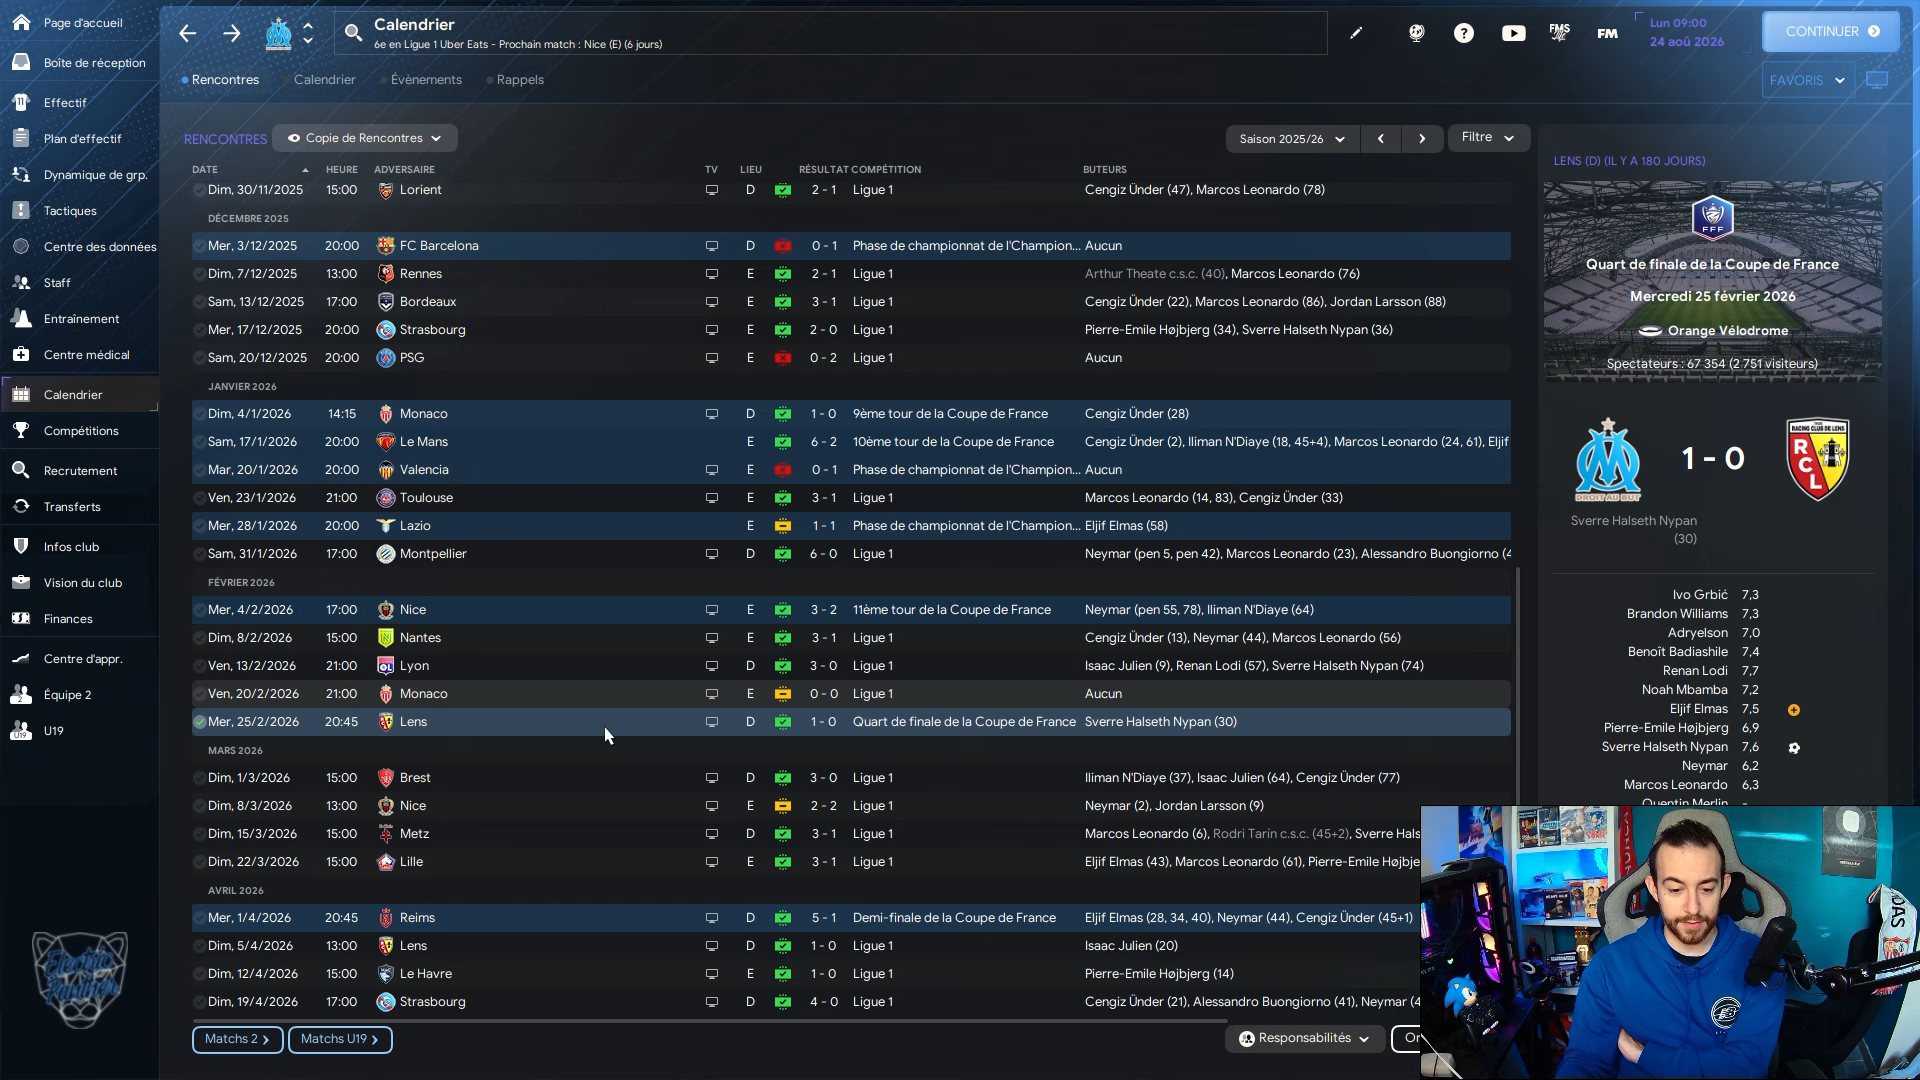 Page d'accueil
Boîte de réception
Effectif
Plan d'effectif
Dynamique de grp.
Tactiques
Centre des données
Staff
Entraînement
Centre médical
Calendrier
Compétitions
Recrutement
Transferts
Infos club
Vision du club
Finances
Centre d'appr.
Équipe 2
U19
Calendrier
6e en Ligue 1 Uber Eats - Prochain match : Nice (E) (6 jours)
FMS
FM
Lun 09:00
24 aoû 2026
CONTINUER
Rencontres Calendrier Évènements Rappels
FAVORIS
RENCONTRES Copie de Rencontres Saison 2025/26 Filtre
DATE HEURE ADVERSAIRE TV LIEU RÉSULTAT COMPÉTITION BUTEURS
Dim, 30/11/2025 15:00 Lorient D 2 - 1 Ligue 1 Cengiz Ünder (47), Marcos Leonardo (78)
DÉCEMBRE 2025
Mer, 3/12/2025 20:00 FC Barcelona D 0 - 1 Phase de championnat de l'Champion... Aucun
Dim, 7/12/2025 13:00 Rennes E 2 - 1 Ligue 1 Arthur Theate c.s.c. (40), Marcos Leonardo (76)
Sam, 13/12/2025 17:00 Bordeaux E 3 - 1 Ligue 1 Cengiz Ünder (22), Marcos Leonardo (86), Jordan Larsson (88)
Mer, 17/12/2025 20:00 Strasbourg E 2 - 0 Ligue 1 Pierre-Emile Højbjerg (34), Sverre Halseth Nypan (36)
Sam, 20/12/2025 20:00 PSG E 0 - 2 Ligue 1 Aucun
JANVIER 2026
Dim, 4/1/2026 14:15 Monaco D 1 - 0 9ème tour de la Coupe de France Cengiz Ünder (28)
Sam, 17/1/2026 20:00 Le Mans E 6 - 2 10ème tour de la Coupe de France Cengiz Ünder (2), Iliman N'Diaye (18, 45+4), Marcos Leonardo (24, 61), Eljif
Mar, 20/1/2026 20:00 Valencia E 0 - 1 Phase de championnat de l'Champion... Aucun
Ven, 23/1/2026 21:00 Toulouse E 3 - 1 Ligue 1 Marcos Leonardo (14, 83), Cengiz Ünder (33)
Mer, 28/1/2026 20:00 Lazio E 1 - 1 Phase de championnat de l'Champion... Eljif Elmas (58)
Sam, 31/1/2026 17:00 Montpellier D 6 - 0 Ligue 1 Neymar (pen 5, pen 42), Marcos Leonardo (23), Alessandro Buongiorno (4
FÉVRIER 2026
Mer, 4/2/2026 17:00 Nice E 3 - 2 11ème tour de la Coupe de France Neymar (pen 55, 78), Iliman N'Diaye (64)
Dim, 8/2/2026 15:00 Nantes E 3 - 1 Ligue 1 Cengiz Ünder (13), Neymar (44), Marcos Leonardo (56)
Ven, 13/2/2026 21:00 Lyon D 3 - 0 Ligue 1 Isaac Julien (9), Renan Lodi (57), Sverre Halseth Nypan (74)
Ven, 20/2/2026 21:00 Monaco E 0 - 0 Ligue 1 Aucun
Mer, 25/2/2026 20:45 Lens D 1 - 0 Quart de finale de la Coupe de France Sverre Halseth Nypan (30)
MARS 2026
Dim, 1/3/2026 15:00 Brest D 3 - 0 Ligue 1 Iliman N'Diaye (37), Isaac Julien (64), Cengiz Ünder (77)
Dim, 8/3/2026 13:00 Nice E 2 - 2 Ligue 1 Neymar (2), Jordan Larsson (9)
Dim, 15/3/2026 15:00 Metz D 3 - 1 Ligue 1 Marcos Leonardo (6), Rodri Tarín c.s.c. (45+2), Sverre Hals
Dim, 22/3/2026 15:00 Lille E 3 - 1 Ligue 1 Eljif Elmas (43), Marcos Leonardo (61), Pierre-Emile Højbje
AVRIL 2026
Mer, 1/4/2026 20:45 Reims D 5 - 1 Demi-finale de la Coupe de France Eljif Elmas (28, 34, 40), Neymar (44), Cengiz Ünder (45+1)
Dim, 5/4/2026 13:00 Lens D 1 - 0 Ligue 1 Isaac Julien (20)
Dim, 12/4/2026 15:00 Le Havre E 1 - 0 Ligue 1 Pierre-Emile Højbjerg (14)
Dim, 19/4/2026 17:00 Strasbourg D 4 - 0 Ligue 1 Cengiz Ünder (21), Alessandro Buongiorno (41), Neymar (4
Matchs 2 Matchs U19 Responsabilités
LENS (D) (IL Y A 180 JOURS)
FFF
Quart de finale de la Coupe de France
Mercredi 25 février 2026
Orange Vélodrome
Spectateurs : 67 354 (2 751 visiteurs)
DROIT AU BUT
1 - 0
RACING CLUB DE LENS
RCL
Sverre Halseth Nypan
(30)
Ivo Grbić 7,3
Brandon Williams 7,3
Adryelson 7,0
Benoît Badiashile 7,4
Renan Lodi 7,7
Noah Mbamba 7,2
Eljif Elmas 7,5
Pierre-Emile Højbjerg 6,9
Sverre Halseth Nypan 7,6
Neymar 6,2
Marcos Leonardo 6,3
Quentin Merlin -